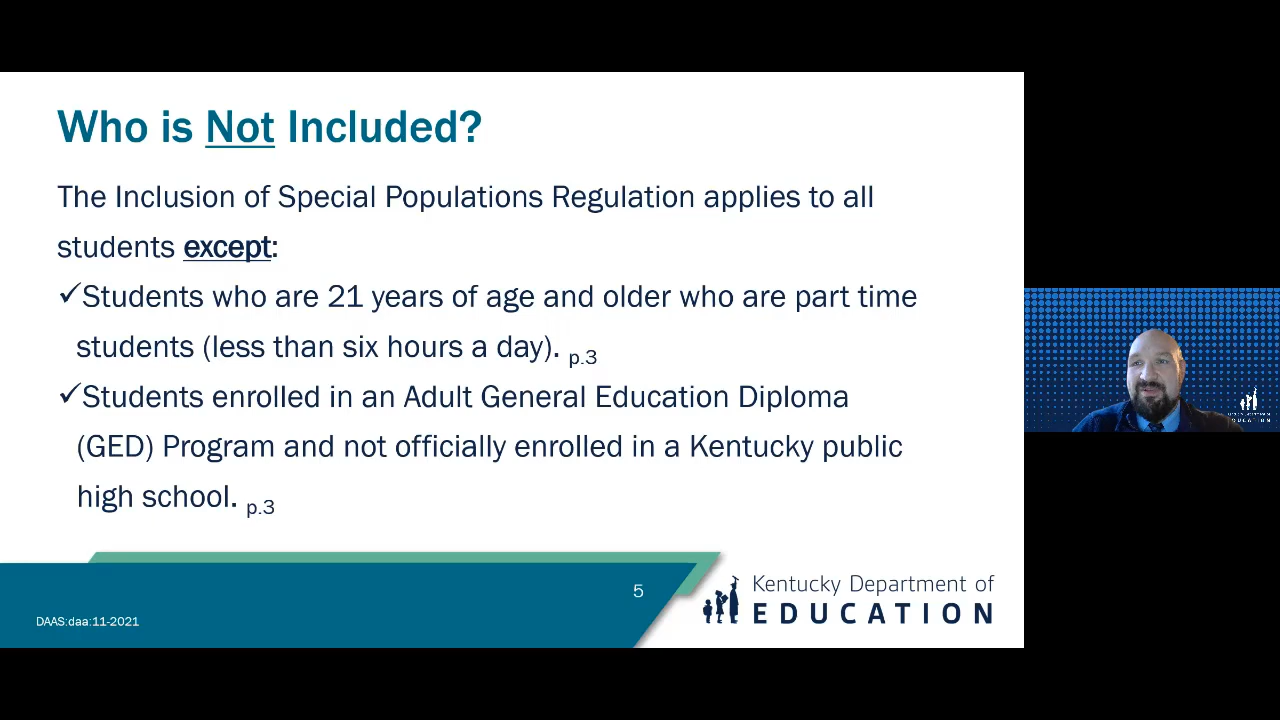 Who is Not Included?
The Inclusion of Special Populations Regulation applies to all
students except:
✓Students who are 21 years of age and older who are part time
students (less than six hours a day). p.3
✓Students enrolled in an Adult General Education Diploma
(GED) Program and not officially enrolled in a Kentucky public
high school. p.3
5
DAAS:daa:11-2021
Kentucky Department of
EDUCATION
EDUCATION